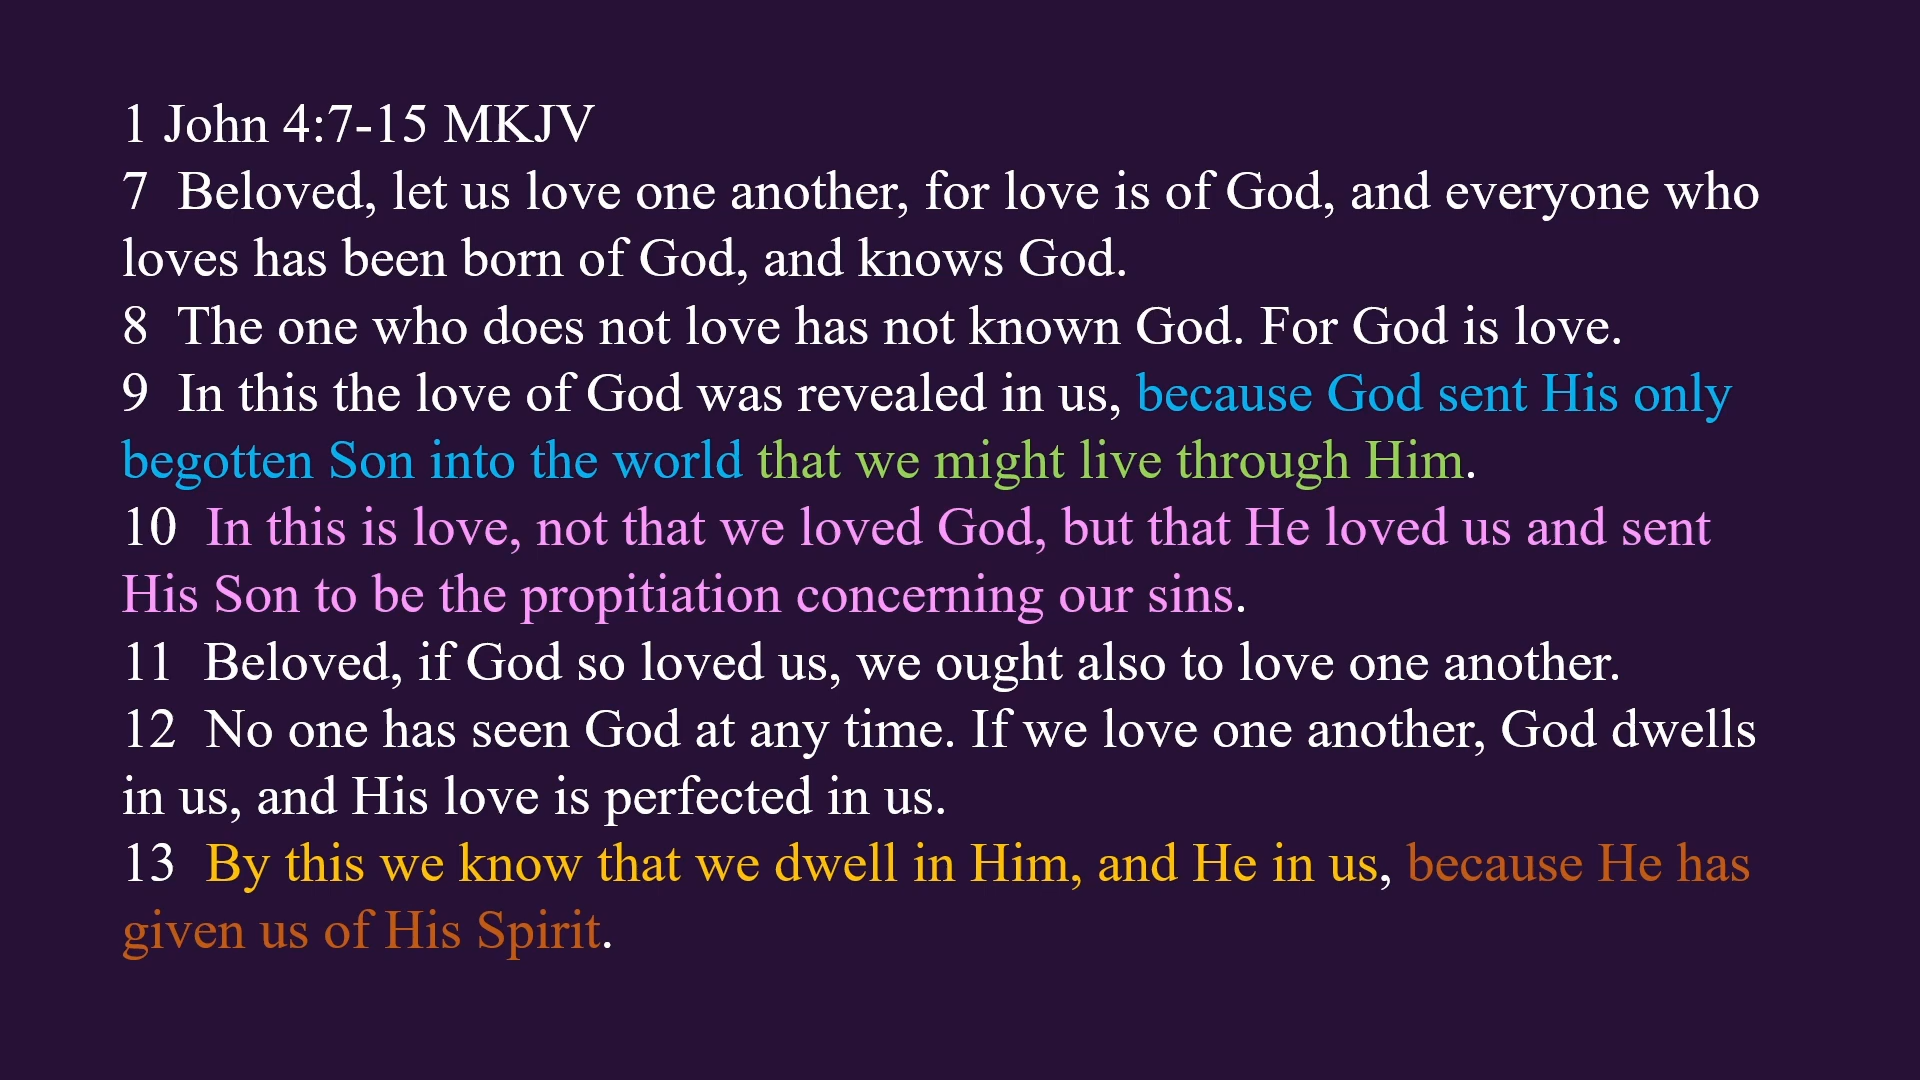 1 John 4:7-15 MKJV
7  Beloved, let us love one another, for love is of God, and everyone who
loves has been born of God, and knows God.
8  The one who does not love has not known God. For God is love.
9  In this the love of God was revealed in us, because God sent His only
begotten Son into the world that we might live through Him.
10  In this is love, not that we loved God, but that He loved us and sent
His Son to be the propitiation concerning our sins.
11  Beloved, if God so loved us, we ought also to love one another.
12  No one has seen God at any time. If we love one another, God dwells
in us, and His love is perfected in us.
13  By this we know that we dwell in Him, and He in us, because He has
given us of His Spirit.